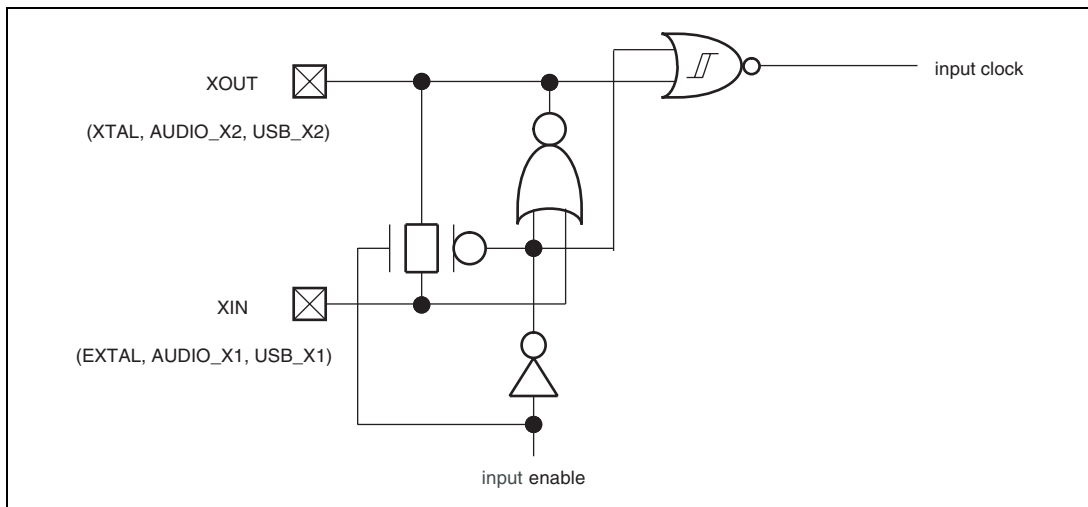 XOUT
(XTAL, AUDIO_X2, USB_X2)
input clock
XIN
(EXTAL, AUDIO_X1, USB_X1)
input enable